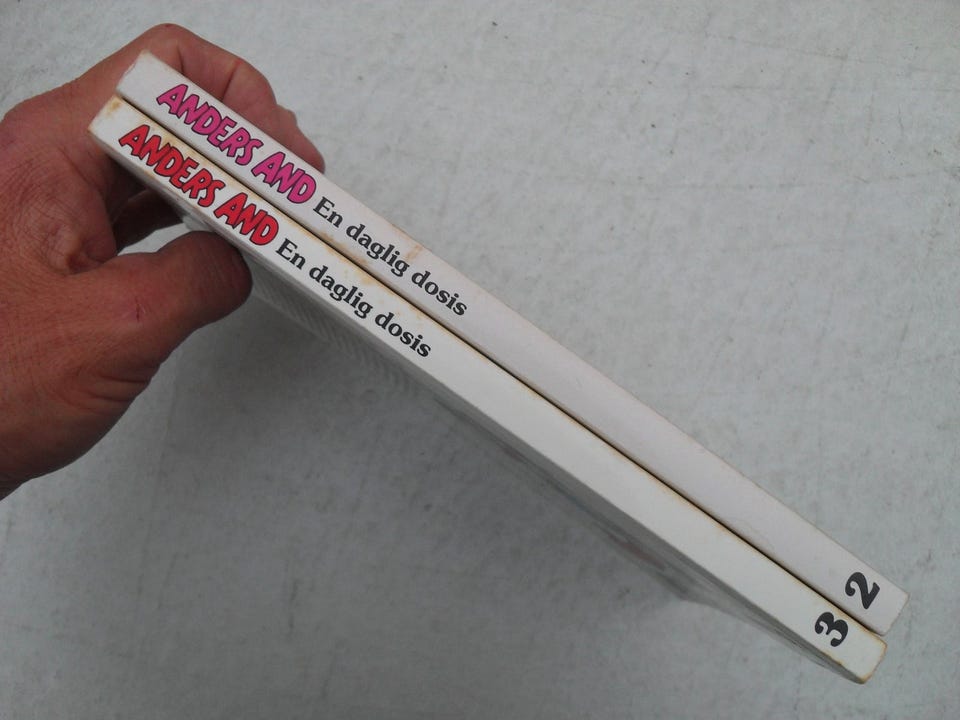 ANDERS AND En daglig dosis 2
ANDERS AND En daglig dosis 3